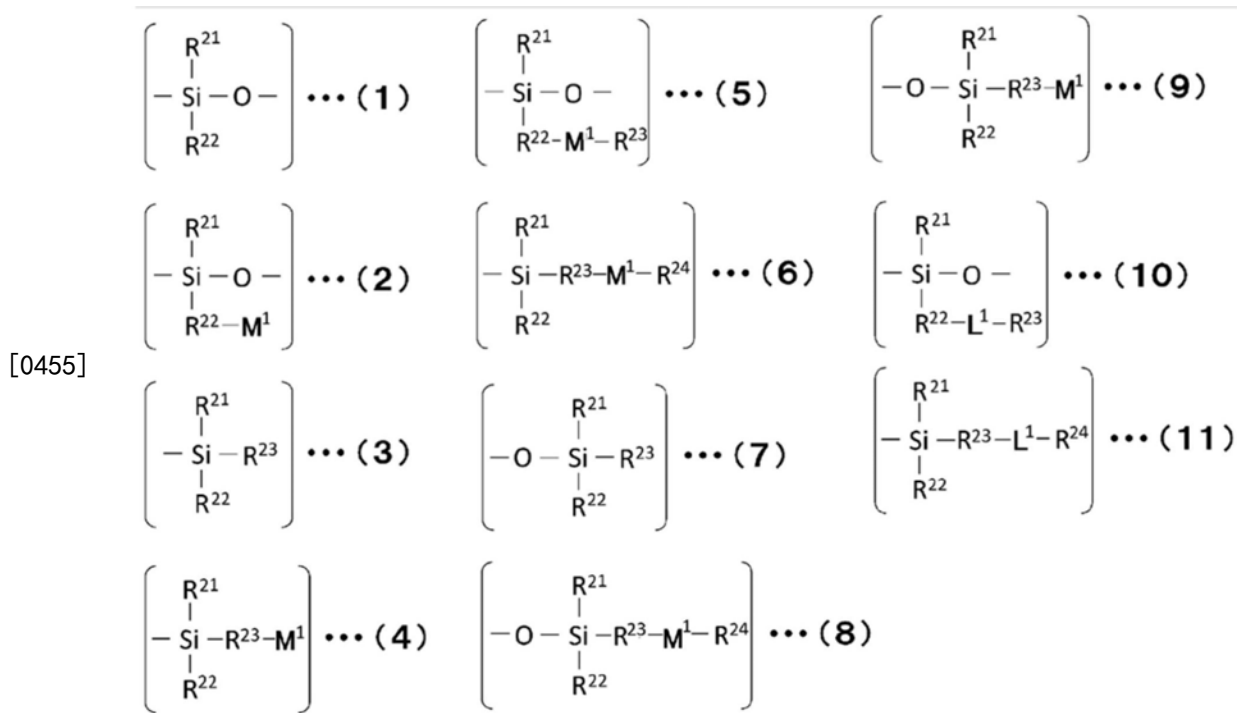 [0455]
R²¹
— Si — O —
R²²
••• (1)
R²¹
— Si — O —
R²²—M¹
••• (2)
R²¹
— Si — R²³
R²²
••• (3)
R²¹
— Si — R²³—M¹
R²²
••• (4)
R²¹
— Si — O —
R²²—M¹—R²³
••• (5)
R²¹
— Si — R²³—M¹—R²⁴
R²²
••• (6)
R²¹
— O — Si — R²³
R²²
••• (7)
R²¹
— O — Si — R²³—M¹—R²⁴
R²²
••• (8)
R²¹
— O — Si — R²³—M¹
R²²
••• (9)
R²¹
— Si — O —
R²²—L¹—R²³
••• (10)
R²¹
— Si — R²³—L¹—R²⁴
R²²
••• (11)